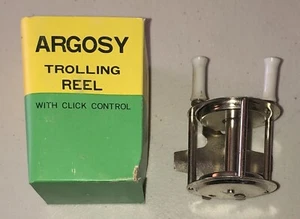 ARGOSY
TROLLING
REEL
WITH CLICK CONTROL